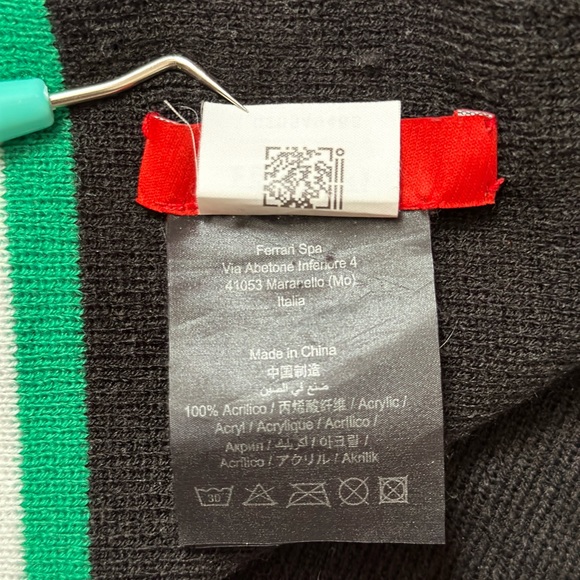 Ferrari Spa
Via Abetone Inferiore 4
41053 Maranello (Mo)
Italia
Made in China
中国制造
صنع في الصين
100% Acrilico / 丙烯酸纤维 / Acrylic /
Acryl / Acrylique / Acrílico /
Акрил / أكريليك / 아크릴 /
Acrílico / アクリル / Akrilik
30